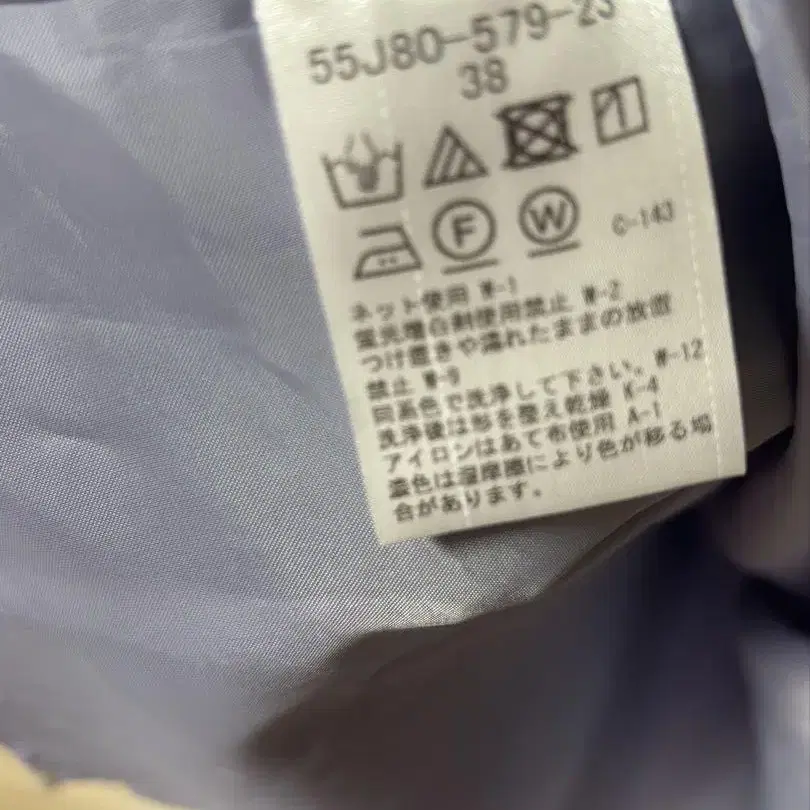 55J80-579-23
38
F W C-143
ネット使用 W-1
蛍光増白剤使用禁止 W-2
つけ置きや濡れたままの放置
禁止 W-9
同系色で洗浄して下さい。W-12
洗浄後は形を整え乾燥 K-4
アイロンはあて布使用 A-1
濃色は湿摩擦により色が移る場
合があります。